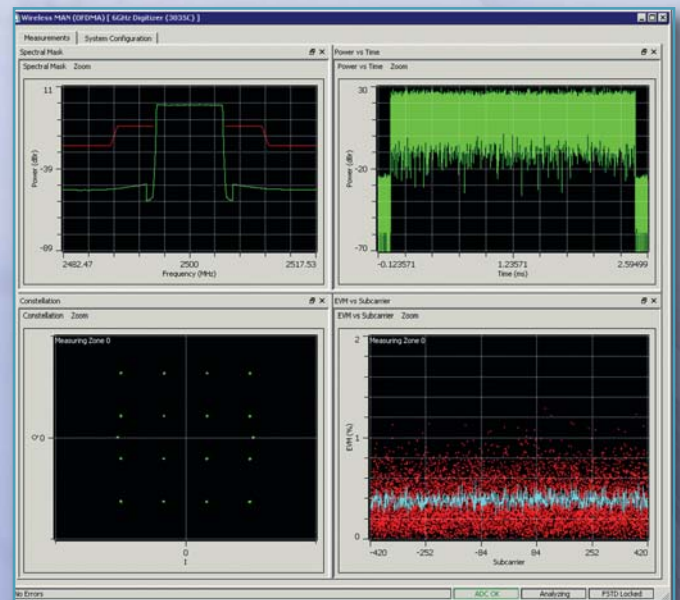 Wireless MAN (OFDMA) [ 6GHz Digitizer (3035C) ]
Measurements System Configuration
Spectral Mask
Spectral Mask Zoom
11
-39
-89
Power (dBr)
2482.47 2500 2517.53
Frequency (MHz)
Power vs Time
Power vs Time Zoom
30
-20
-70
Power (dBr)
-0.123571 1.23571 2.59499
Time (ms)
Constellation
Constellation Zoom
Measuring Zone 0
Q 0
0
I
EVM vs Subcarrier
EVM vs Subcarrier Zoom
Measuring Zone 0
2
1
0
EVM (%)
-420 -252 -84 84 252 420
Subcarrier
No Errors ADC OK Analyzing FSTD Locked